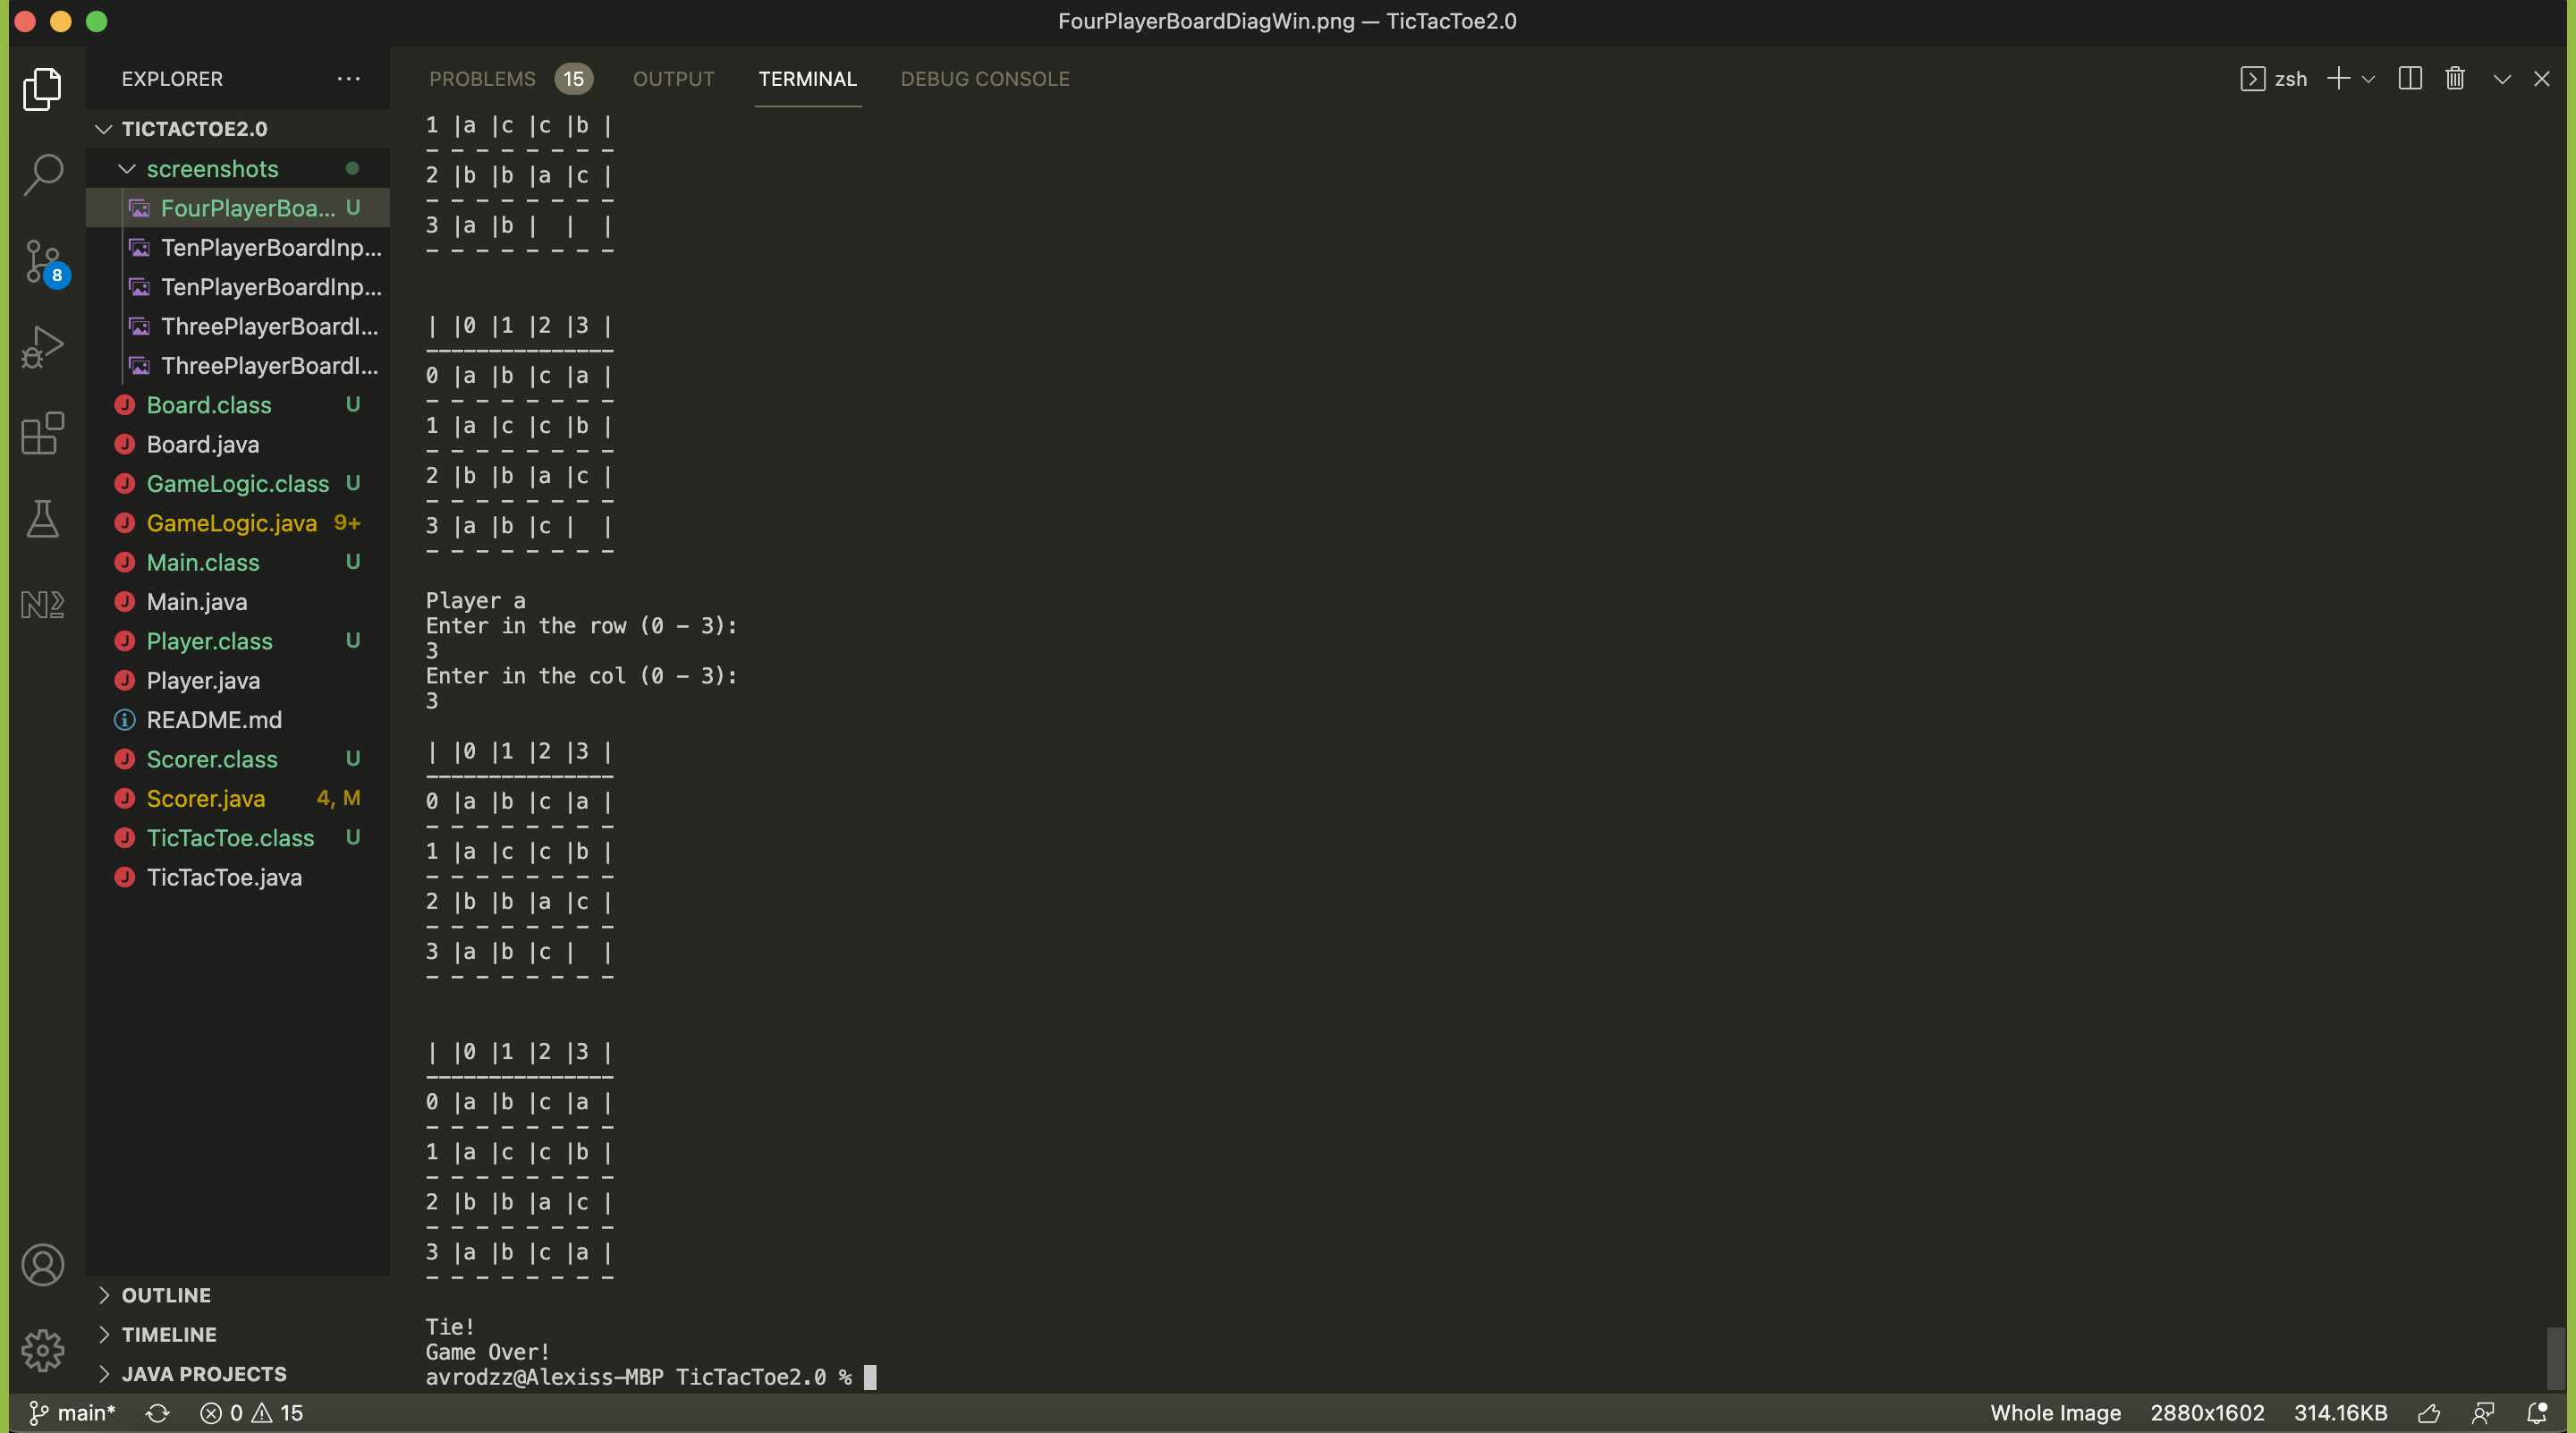 FourPlayerBoardDiagWin.png — TicTacToe2.0
EXPLORER ...
PROBLEMS 15 OUTPUT TERMINAL DEBUG CONSOLE
zsh
TICTACTOE2.0
screenshots
FourPlayerBoa... U
TenPlayerBoardInp...
TenPlayerBoardInp...
ThreePlayerBoardI...
ThreePlayerBoardI...
Board.class U
Board.java
GameLogic.class U
GameLogic.java 9+
Main.class U
Main.java
Player.class U
Player.java
README.md
Scorer.class U
Scorer.java 4, M
TicTacToe.class U
TicTacToe.java
OUTLINE
TIMELINE
JAVA PROJECTS
8
1 |a |c |c |b |
- - - - - - - -
2 |b |b |a |c |
- - - - - - - -
3 |a |b |  |  |
- - - - - - - -
| |0 |1 |2 |3 |
---------------
0 |a |b |c |a |
- - - - - - - -
1 |a |c |c |b |
- - - - - - - -
2 |b |b |a |c |
- - - - - - - -
3 |a |b |c |  |
- - - - - - - -
Player a
Enter in the row (0 - 3):
3
Enter in the col (0 - 3):
3
| |0 |1 |2 |3 |
---------------
0 |a |b |c |a |
- - - - - - - -
1 |a |c |c |b |
- - - - - - - -
2 |b |b |a |c |
- - - - - - - -
3 |a |b |c |  |
- - - - - - - -
| |0 |1 |2 |3 |
---------------
0 |a |b |c |a |
- - - - - - - -
1 |a |c |c |b |
- - - - - - - -
2 |b |b |a |c |
- - - - - - - -
3 |a |b |c |a |
- - - - - - - -
Tie!
Game Over!
avrodzz@Alexiss-MBP TicTacToe2.0 %
main* 0 15
Whole Image 2880x1602 314.16KB